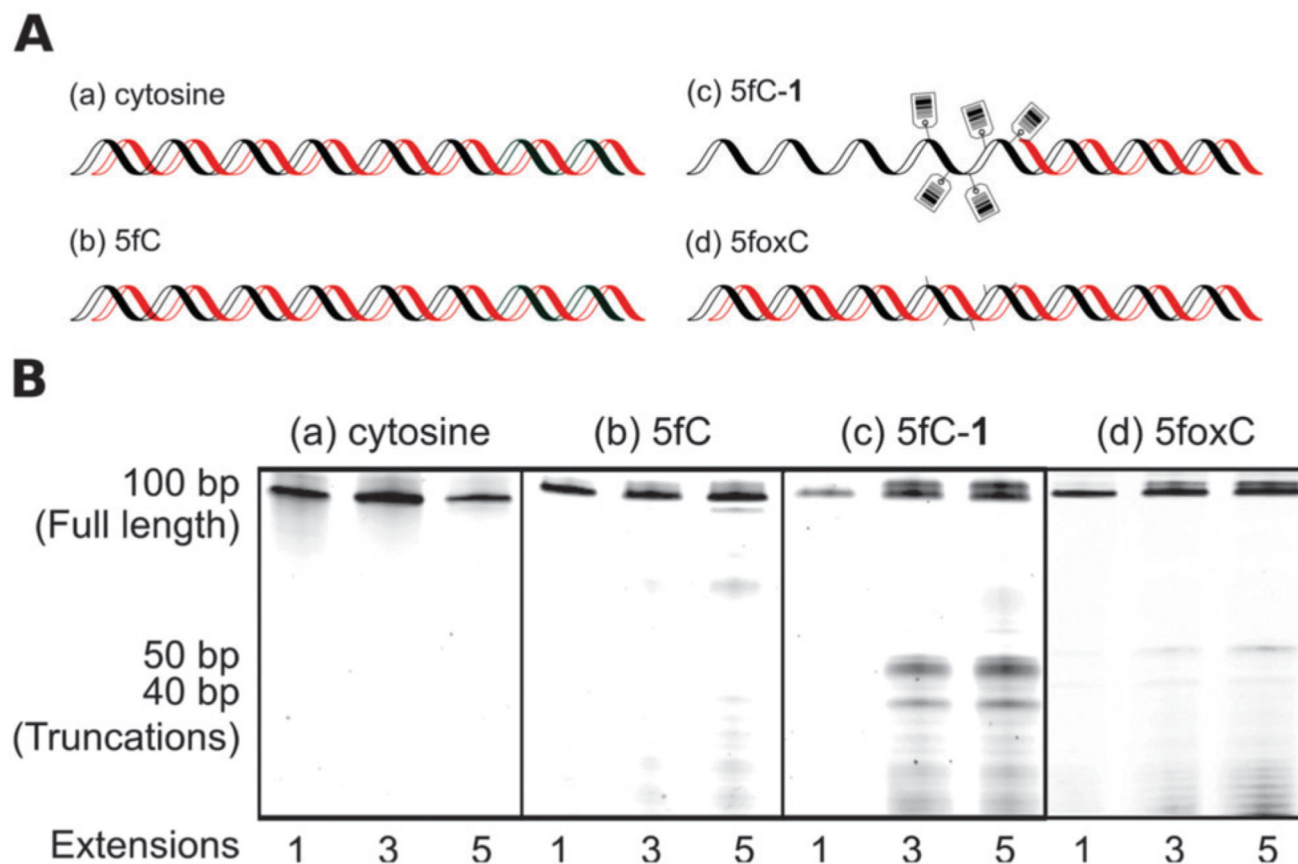 A
(a) cytosine
(c) 5fC-1
(b) 5fC
(d) 5foxC
B
(a) cytosine (b) 5fC (c) 5fC-1 (d) 5foxC
100 bp
(Full length)
50 bp
40 bp
(Truncations)
Extensions 1 3 5 1 3 5 1 3 5 1 3 5